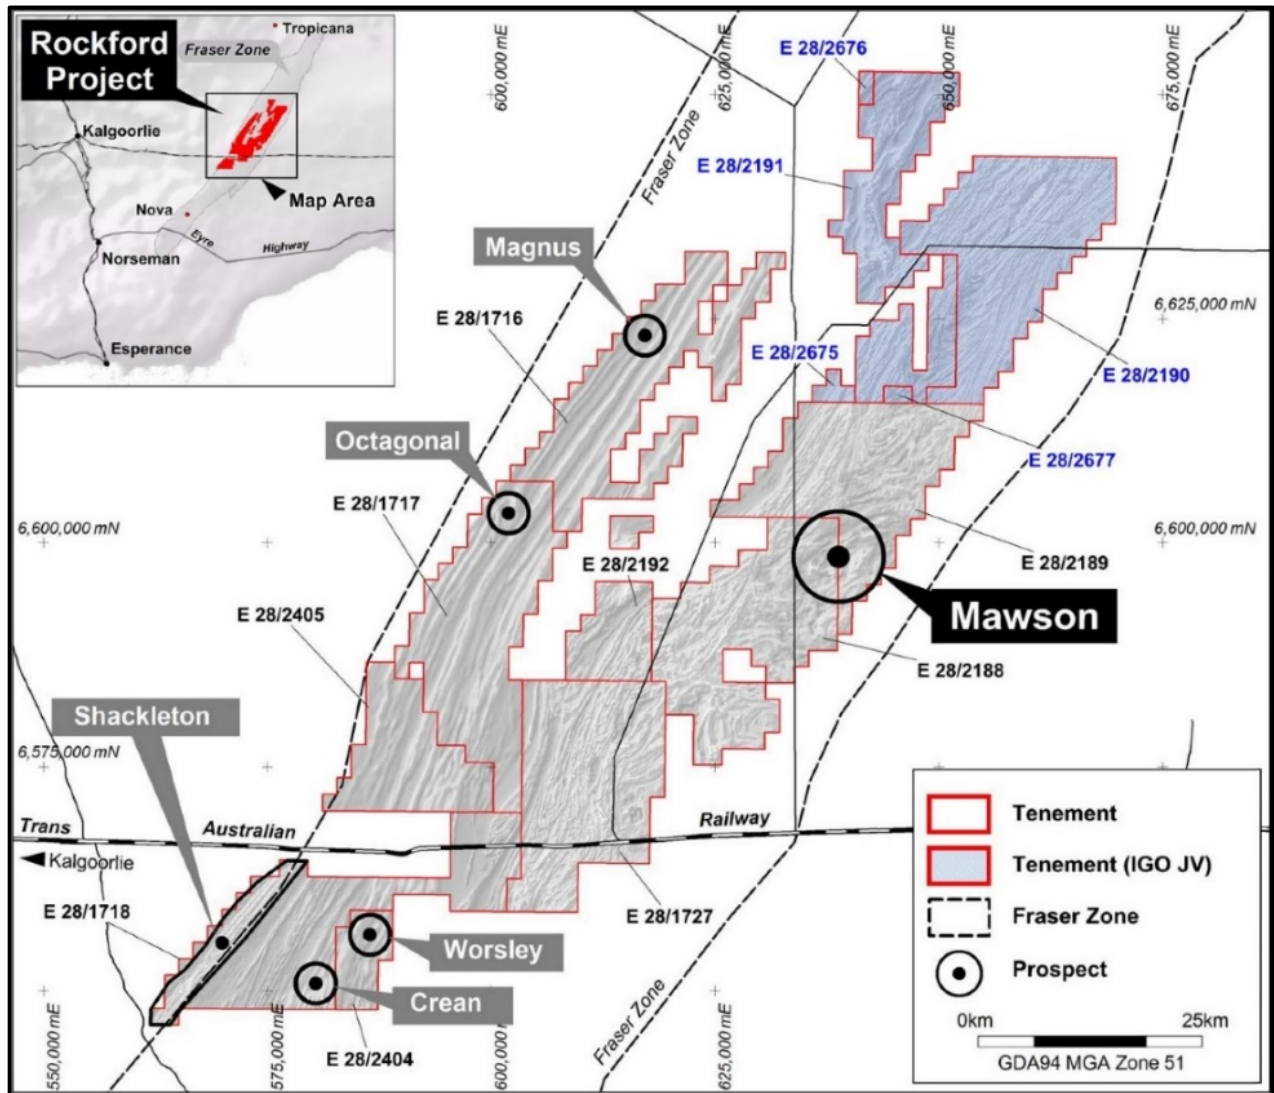 Rockford
Project
Tropicana
Fraser Zone
Kalgoorlie
Map Area
Nova
Eyre
Highway
Norseman
Esperance
600,000 mE
625,000 mE
650,000 mE
675,000 mE
E 28/2676
Fraser Zone
E 28/2191
Magnus
E 28/1716
6,625,000 mN
E 28/2675
E 28/2190
Octagonal
E 28/2677
E 28/1717
6,600,000 mN
6,600,000 mN
E 28/2192
E 28/2189
E 28/2405
Mawson
E 28/2188
Shackleton
6,575,000 mN
Trans
Australian
Railway
Kalgoorlie
E 28/1718
E 28/1727
Worsley
Crean
E 28/2404
Fraser Zone
550,000 mE
575,000 mE
600,000 mE
625,000 mE
Tenement
Tenement (IGO JV)
Fraser Zone
Prospect
0km
25km
GDA94 MGA Zone 51